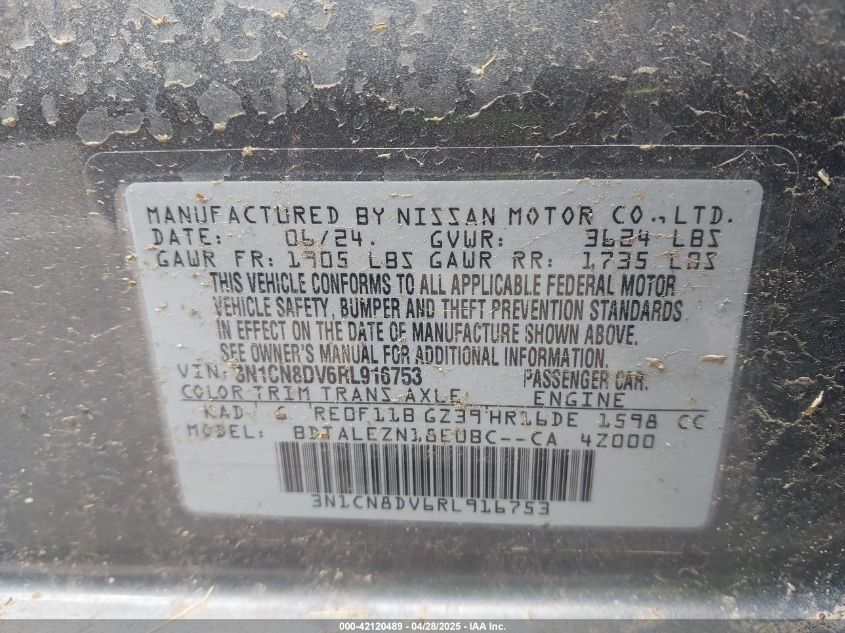 MANUFACTURED BY NISSAN MOTOR CO.,LTD.
DATE: 06/24. GVWR: 3624 LBS
GAWR FR: 1905 LBS GAWR RR: 1735 LBS
THIS VEHICLE CONFORMS TO ALL APPLICABLE FEDERAL MOTOR
VEHICLE SAFETY, BUMPER AND THEFT PREVENTION STANDARDS
IN EFFECT ON THE DATE OF MANUFACTURE SHOWN ABOVE.
SEE OWNER'S MANUAL FOR ADDITIONAL INFORMATION.
VIN: 3N1CN8DV6RL916753 PASSENGER CAR.
COLOR TRIM TRANS AXLE: ENGINE
KAD G RE0F11B GZ39 HR16DE 1598 CC
MODEL: BDTALEZN18EUBC--CA 4Z000
3N1CN8DV6RL916753
000-42120489 - 04/28/2025 - IAA Inc.